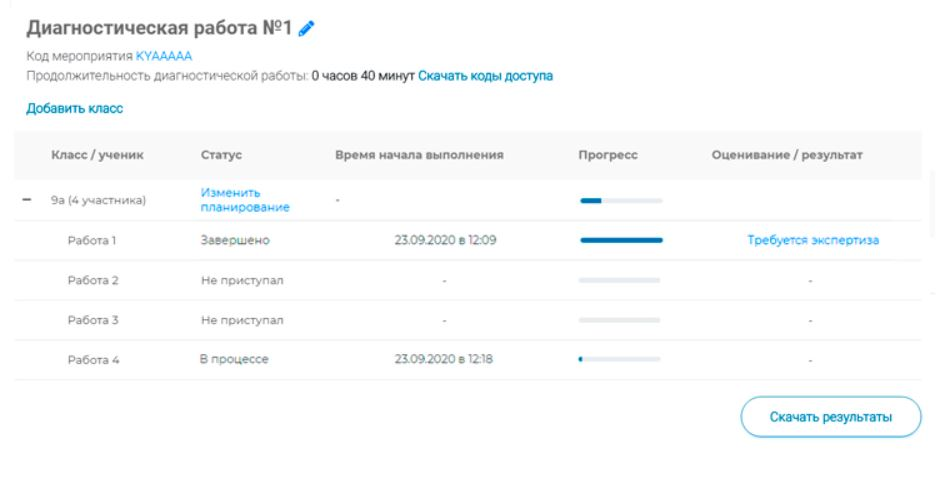 Диагностическая работа №1
Код мероприятия KYAAAAA
Продолжительность диагностической работы: 0 часов 40 минут Скачать коды доступа
Добавить класс
Класс / ученик Статус Время начала выполнения Прогресс Оценивание / результат
− 9а (4 участника) Изменить планирование -
Работа 1 Завершено 23.09.2020 в 12:09 Требуется экспертиза
Работа 2 Не приступал - -
Работа 3 Не приступал - -
Работа 4 В процессе 23.09.2020 в 12:18 -
Скачать результаты